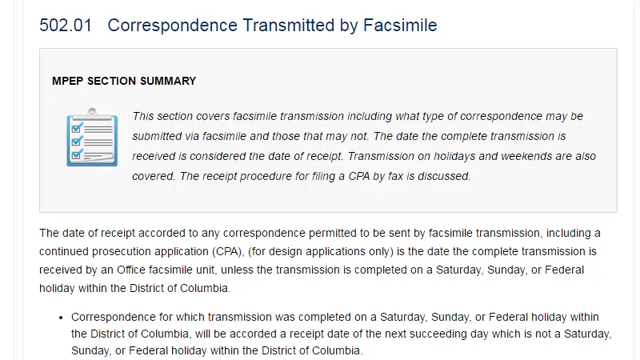 502.01 Correspondence Transmitted by Facsimile
MPEP SECTION SUMMARY
This section covers facsimile transmission including what type of correspondence may be
submitted via facsimile and those that may not. The date the complete transmission is
received is considered the date of receipt. Transmission on holidays and weekends are also
covered. The receipt procedure for filing a CPA by fax is discussed.
The date of receipt accorded to any correspondence permitted to be sent by facsimile transmission, including a
continued prosecution application (CPA), (for design applications only) is the date the complete transmission is
received by an Office facsimile unit, unless the transmission is completed on a Saturday, Sunday, or Federal
holiday within the District of Columbia.
• Correspondence for which transmission was completed on a Saturday, Sunday, or Federal holiday within
the District of Columbia, will be accorded a receipt date of the next succeeding day which is not a Saturday,
Sunday, or Federal holiday within the District of Columbia.